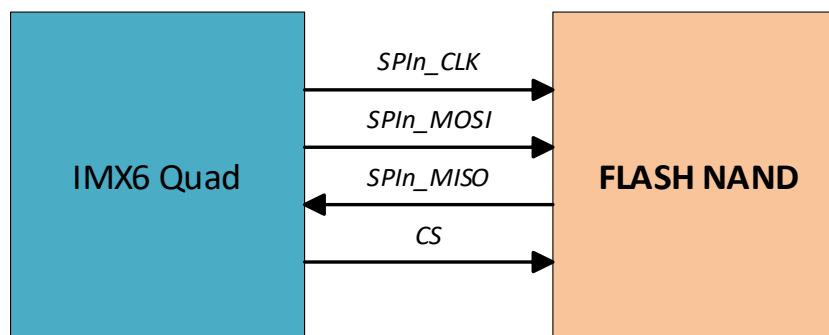 SPIn_CLK
SPIn_MOSI
IMX6 Quad
SPIn_MISO
FLASH NAND
CS